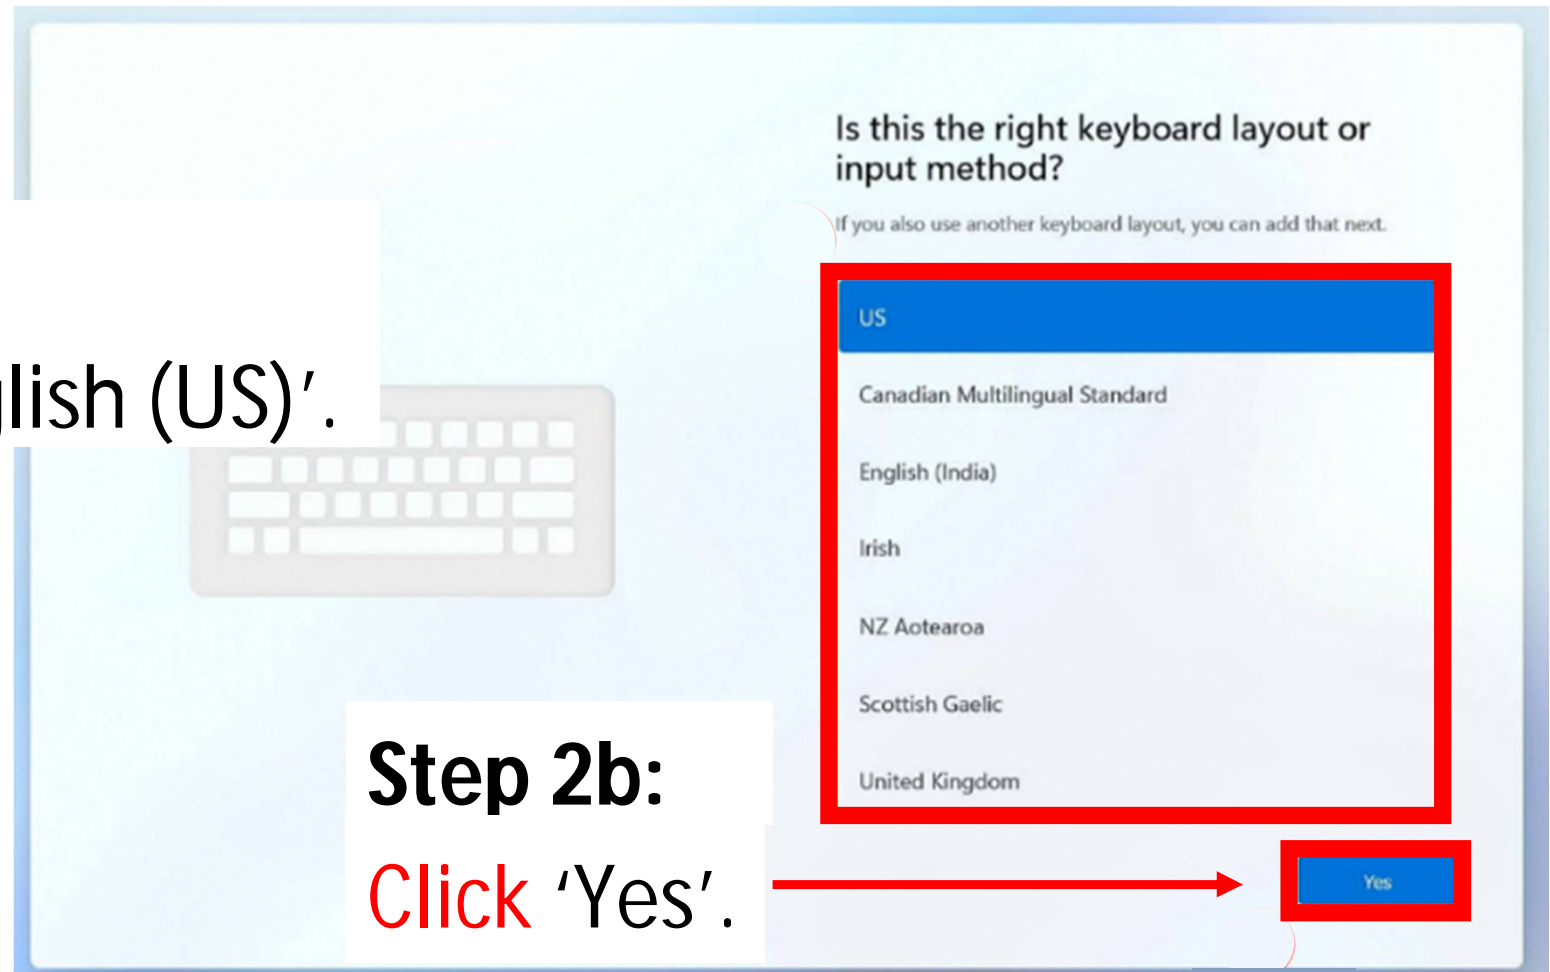 Is this the right keyboard layout or
input method?
If you also use another keyboard layout, you can add that next.
US
glish (US)'.
Canadian Multilingual Standard
English (India)
Irish
NZ Aotearoa
Scottish Gaelic
United Kingdom
Step 2b:
Click ‘Yes’.
Yes